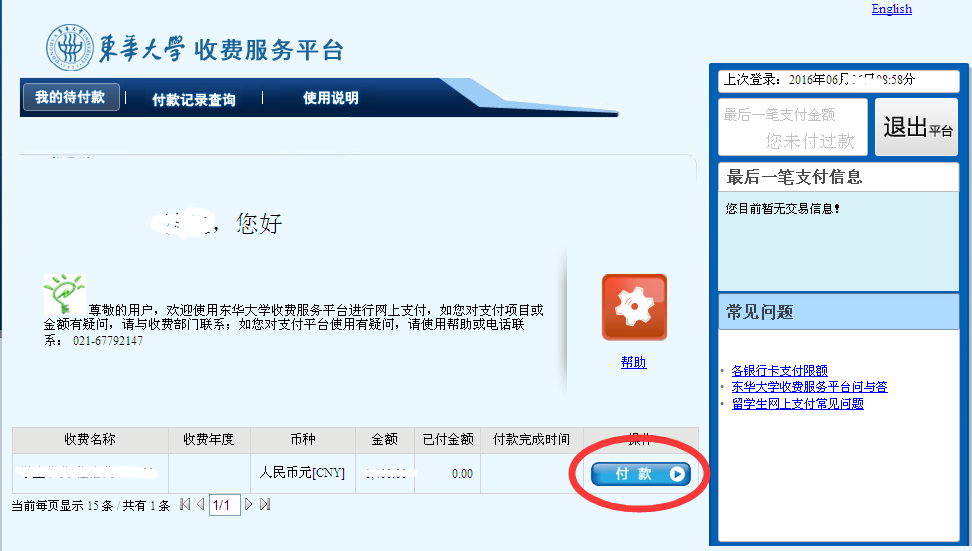 English
東華大學 收费服务平台
我的待付款 付款记录查询 使用说明
上次登录: 2016年06月 08:58分
最后一笔支付金额
您未付过款
退出平台
最后一笔支付信息
您目前暂无交易信息!
，您好
尊敬的用户，欢迎使用东华大学收费服务平台进行网上支付，如您对支付项目或
金额有疑问，请与收费部门联系；如您对支付平台使用有疑问，请使用帮助或电话联
系： 021-67792147
帮助
常见问题
各银行卡支付限额
东华大学收费服务平台问与答
留学生网上支付常见问题
收费名称 收费年度 币种 金额 已付金额 付款完成时间 操作
人民币元[CNY] 0.00 付 款
当前每页显示 15 条 / 共有 1 条 1/1